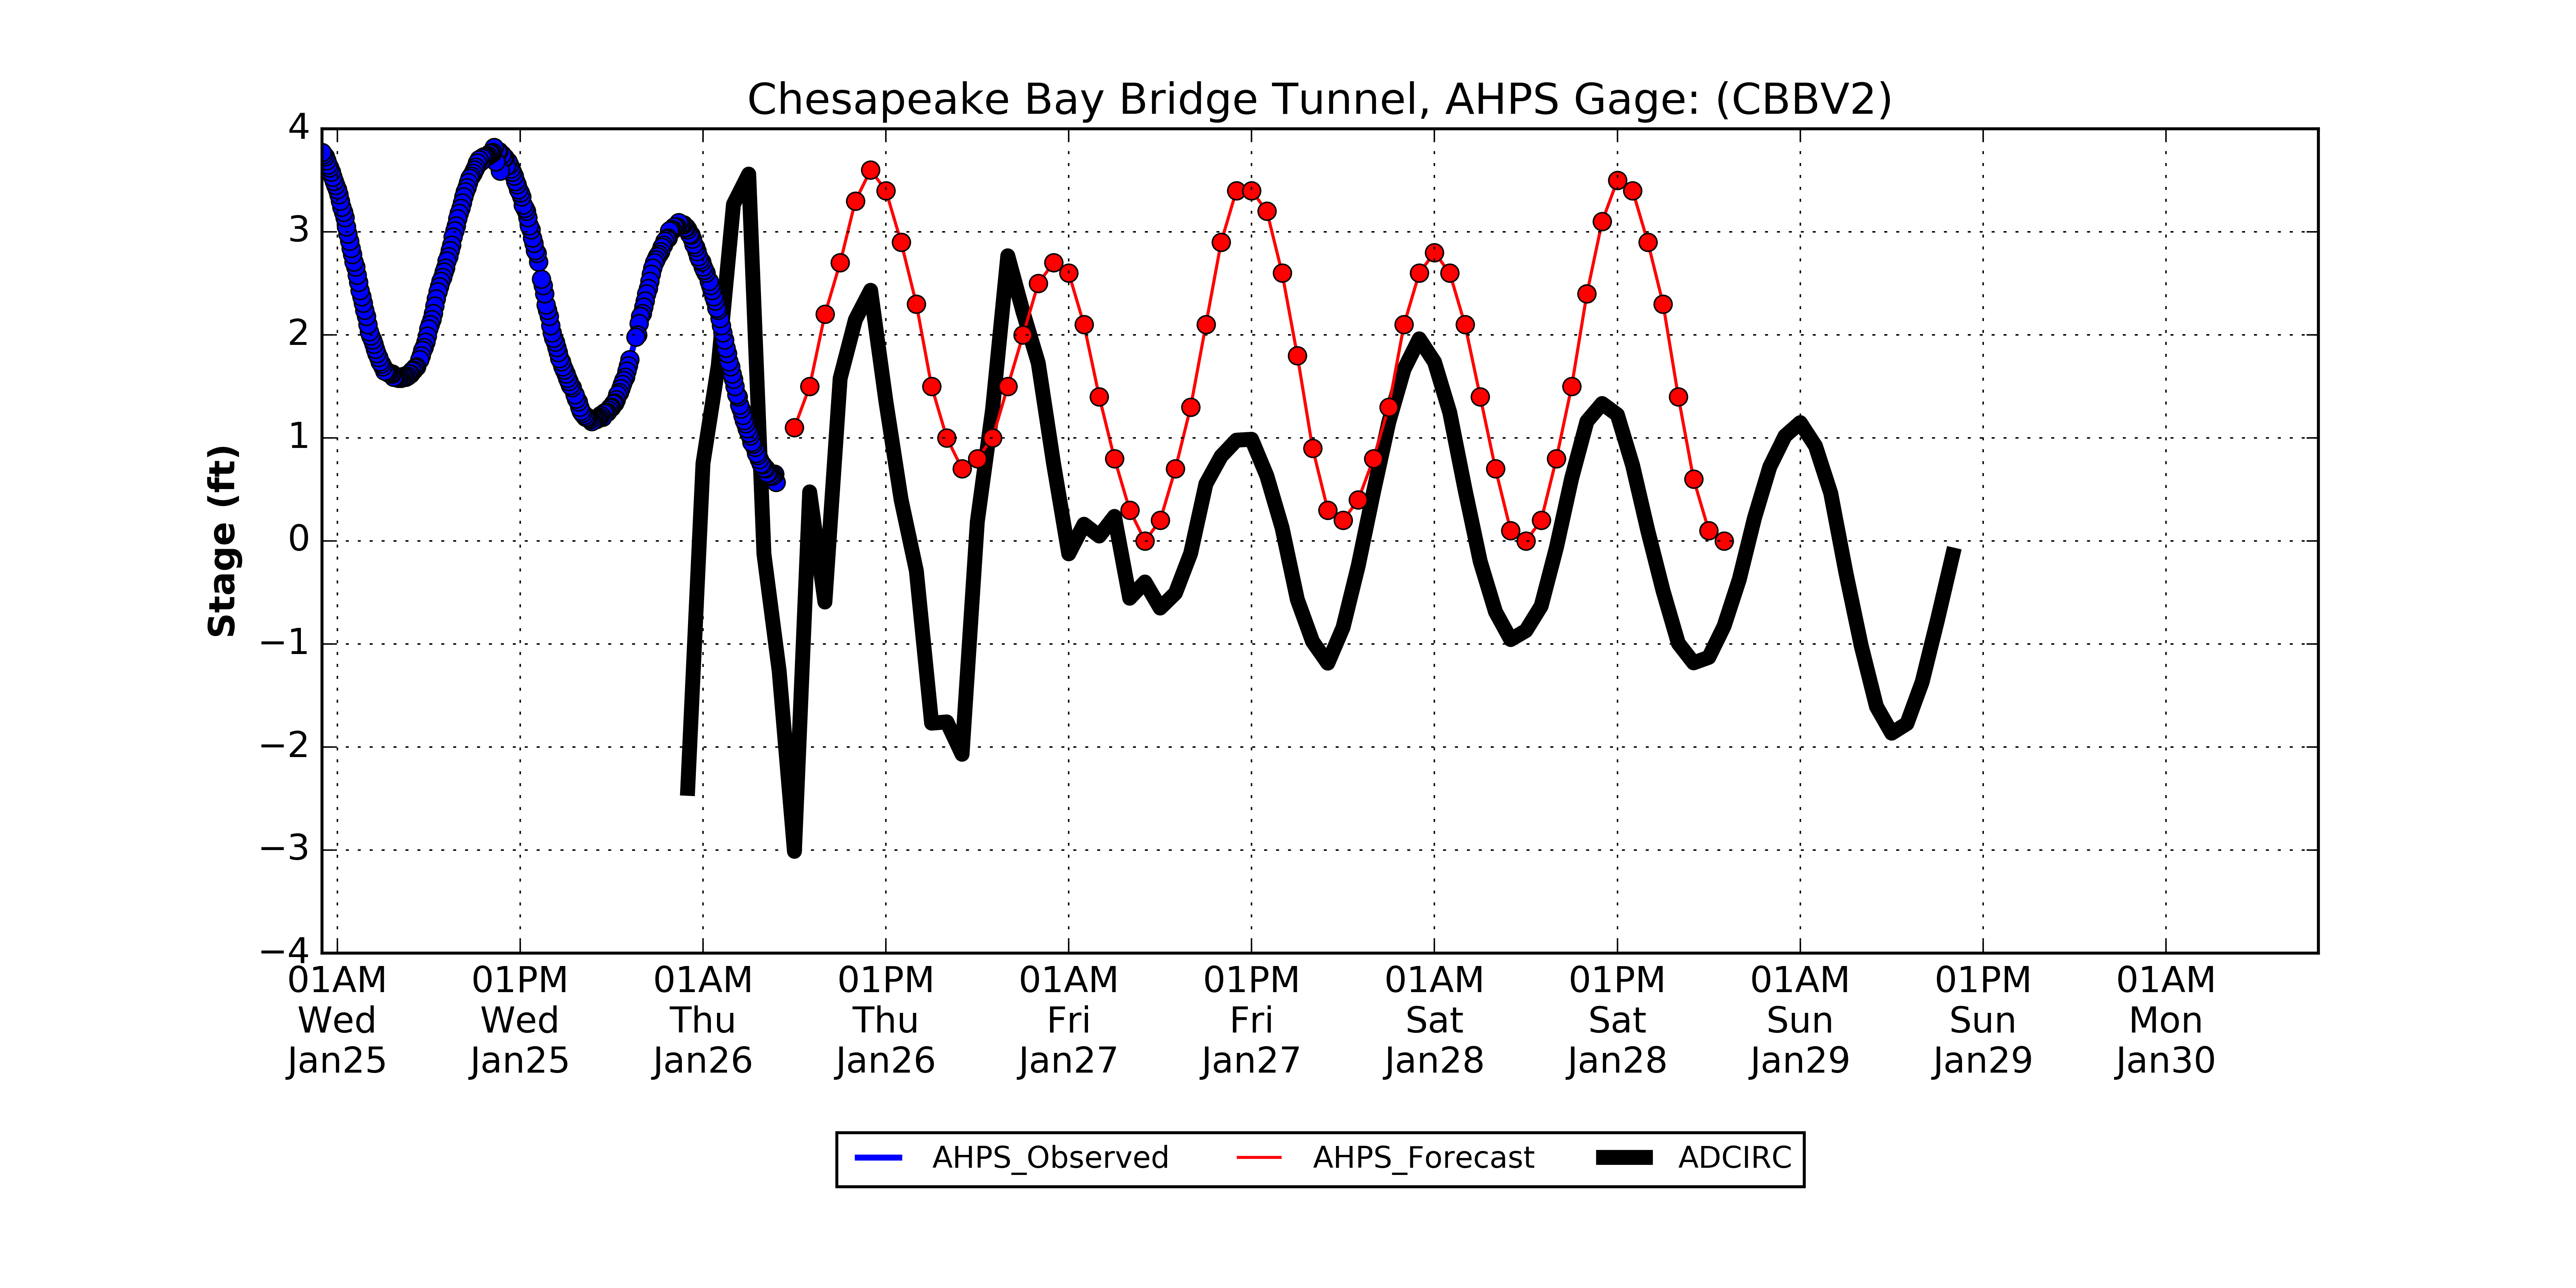 Chesapeake Bay Bridge Tunnel, AHPS Gage: (CBBV2)
4
3
2
1
0
−1
−2
−3
−4
Stage (ft)
01AM 01PM 01AM 01PM 01AM 01PM 01AM 01PM 01AM 01PM 01AM
Wed Wed Thu Thu Fri Fri Sat Sat Sun Sun Mon
Jan25 Jan25 Jan26 Jan26 Jan27 Jan27 Jan28 Jan28 Jan29 Jan29 Jan30
AHPS_Observed AHPS_Forecast ADCIRC